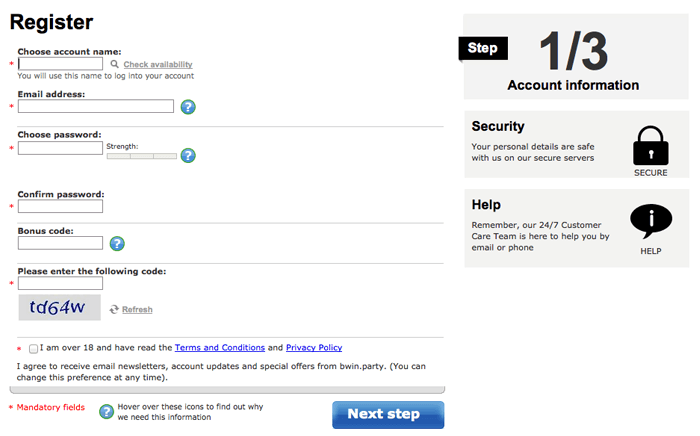 Register
Choose account name:
* Check availability
You will use this name to log into your account
Email address:
* ?
Choose password:
* Strength: ?
Confirm password:
*
Bonus code:
?
Please enter the following code:
*
td64w Refresh
* I am over 18 and have read the Terms and Conditions and Privacy Policy
I agree to receive email newsletters, account updates and special offers from bwin.party. (You can
change this preference at any time).
* Mandatory fields ? Hover over these icons to find out why
we need this information
Next step
Step 1/3
Account information
Security
Your personal details are safe
with us on our secure servers
SECURE
Help
Remember, our 24/7 Customer
Care Team is here to help you by
email or phone
i
HELP